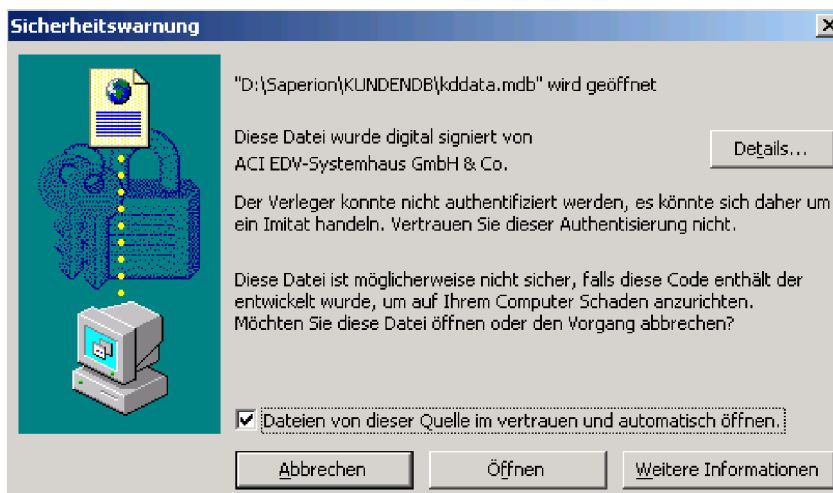 Sicherheitswarnung
"D:\Saperion\KUNDENDB\kddata.mdb" wird geöffnet
Diese Datei wurde digital signiert von
ACI EDV-Systemhaus GmbH & Co.
Details...
Der Verleger konnte nicht authentifiziert werden, es könnte sich daher um
ein Imitat handeln. Vertrauen Sie dieser Authentisierung nicht.
Diese Datei ist möglicherweise nicht sicher, falls diese Code enthält der
entwickelt wurde, um auf Ihrem Computer Schaden anzurichten.
Möchten Sie diese Datei öffnen oder den Vorgang abbrechen?
Dateien von dieser Quelle im vertrauen und automatisch öffnen.
Abbrechen Öffnen Weitere Informationen